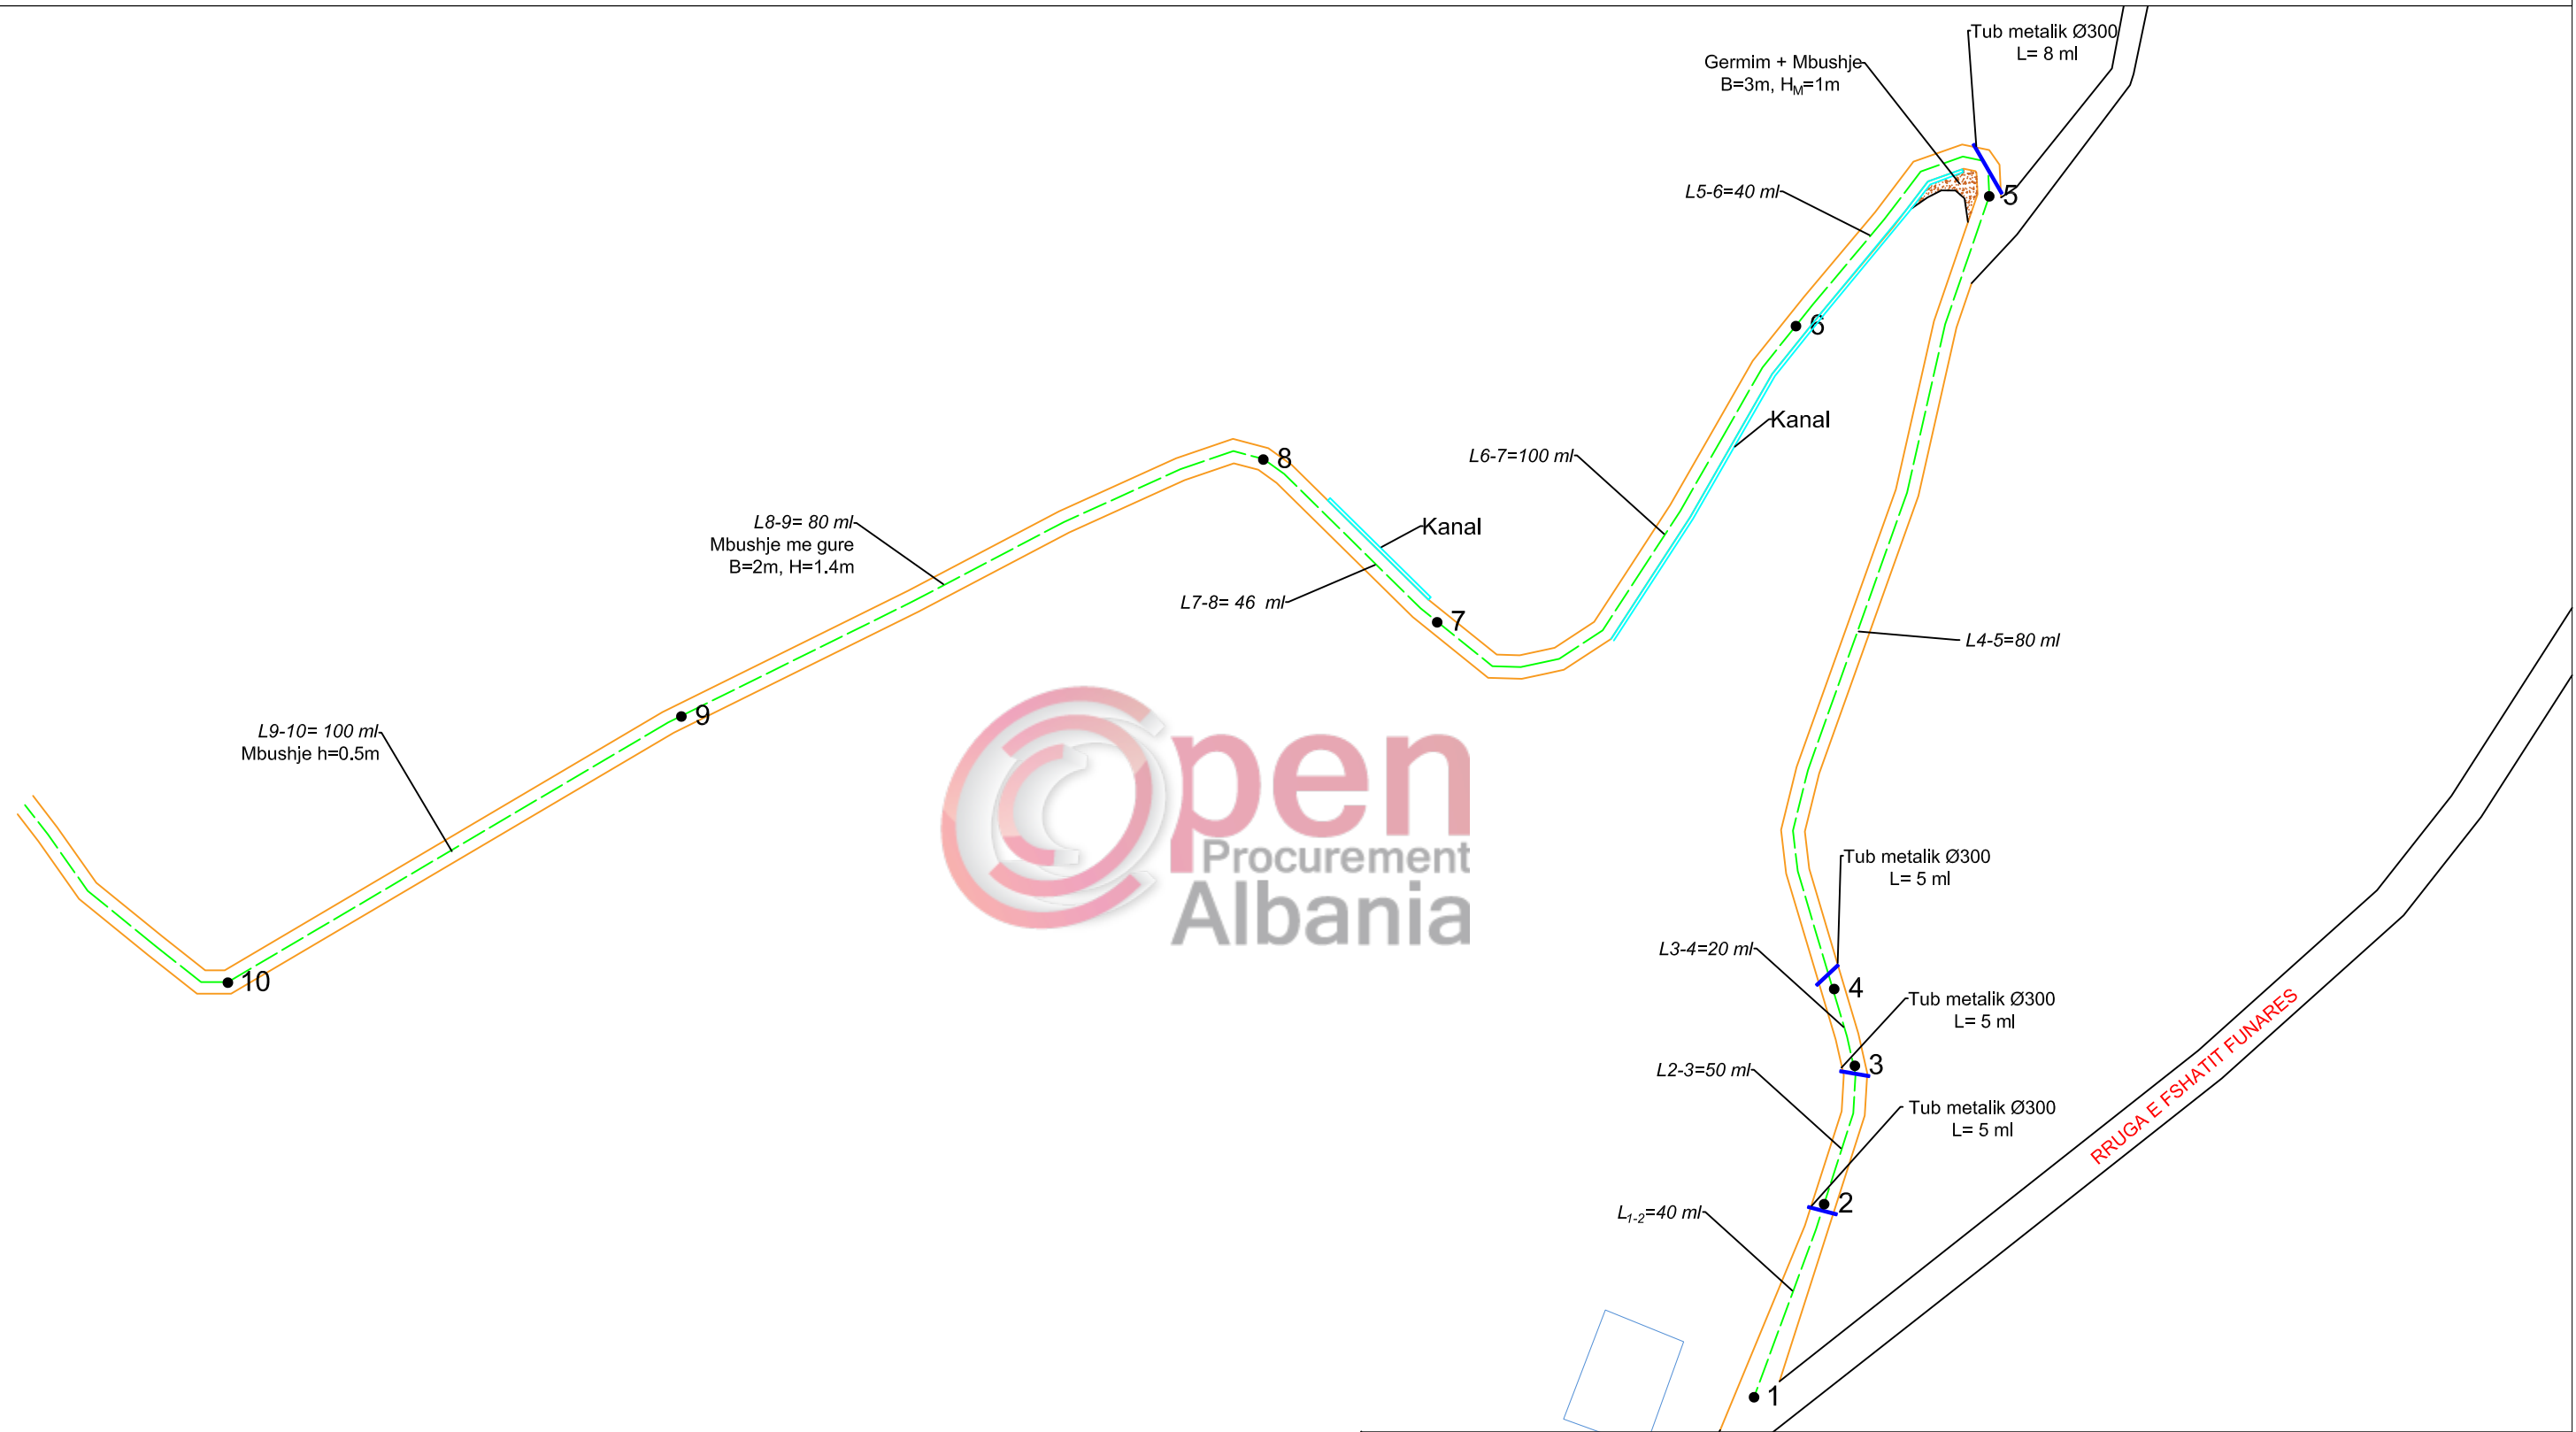 Tub metalik Ø300
L= 8 ml
Germim + Mbushje
B=3m, HM=1m
L5-6=40 ml
5
6
Kanal
L6-7=100 ml
8
L8-9= 80 ml
Mbushje me gure
B=2m, H=1.4m
Kanal
L7-8= 46 ml
7
L4-5=80 ml
9
L9-10= 100 ml
Mbushje h=0.5m
Open
Procurement
Albania
Tub metalik Ø300
L= 5 ml
L3-4=20 ml
10
4
Tub metalik Ø300
L= 5 ml
3
L2-3=50 ml
RRUGA E FSHATIT FUNARES
Tub metalik Ø300
L= 5 ml
2
L1-2=40 ml
1